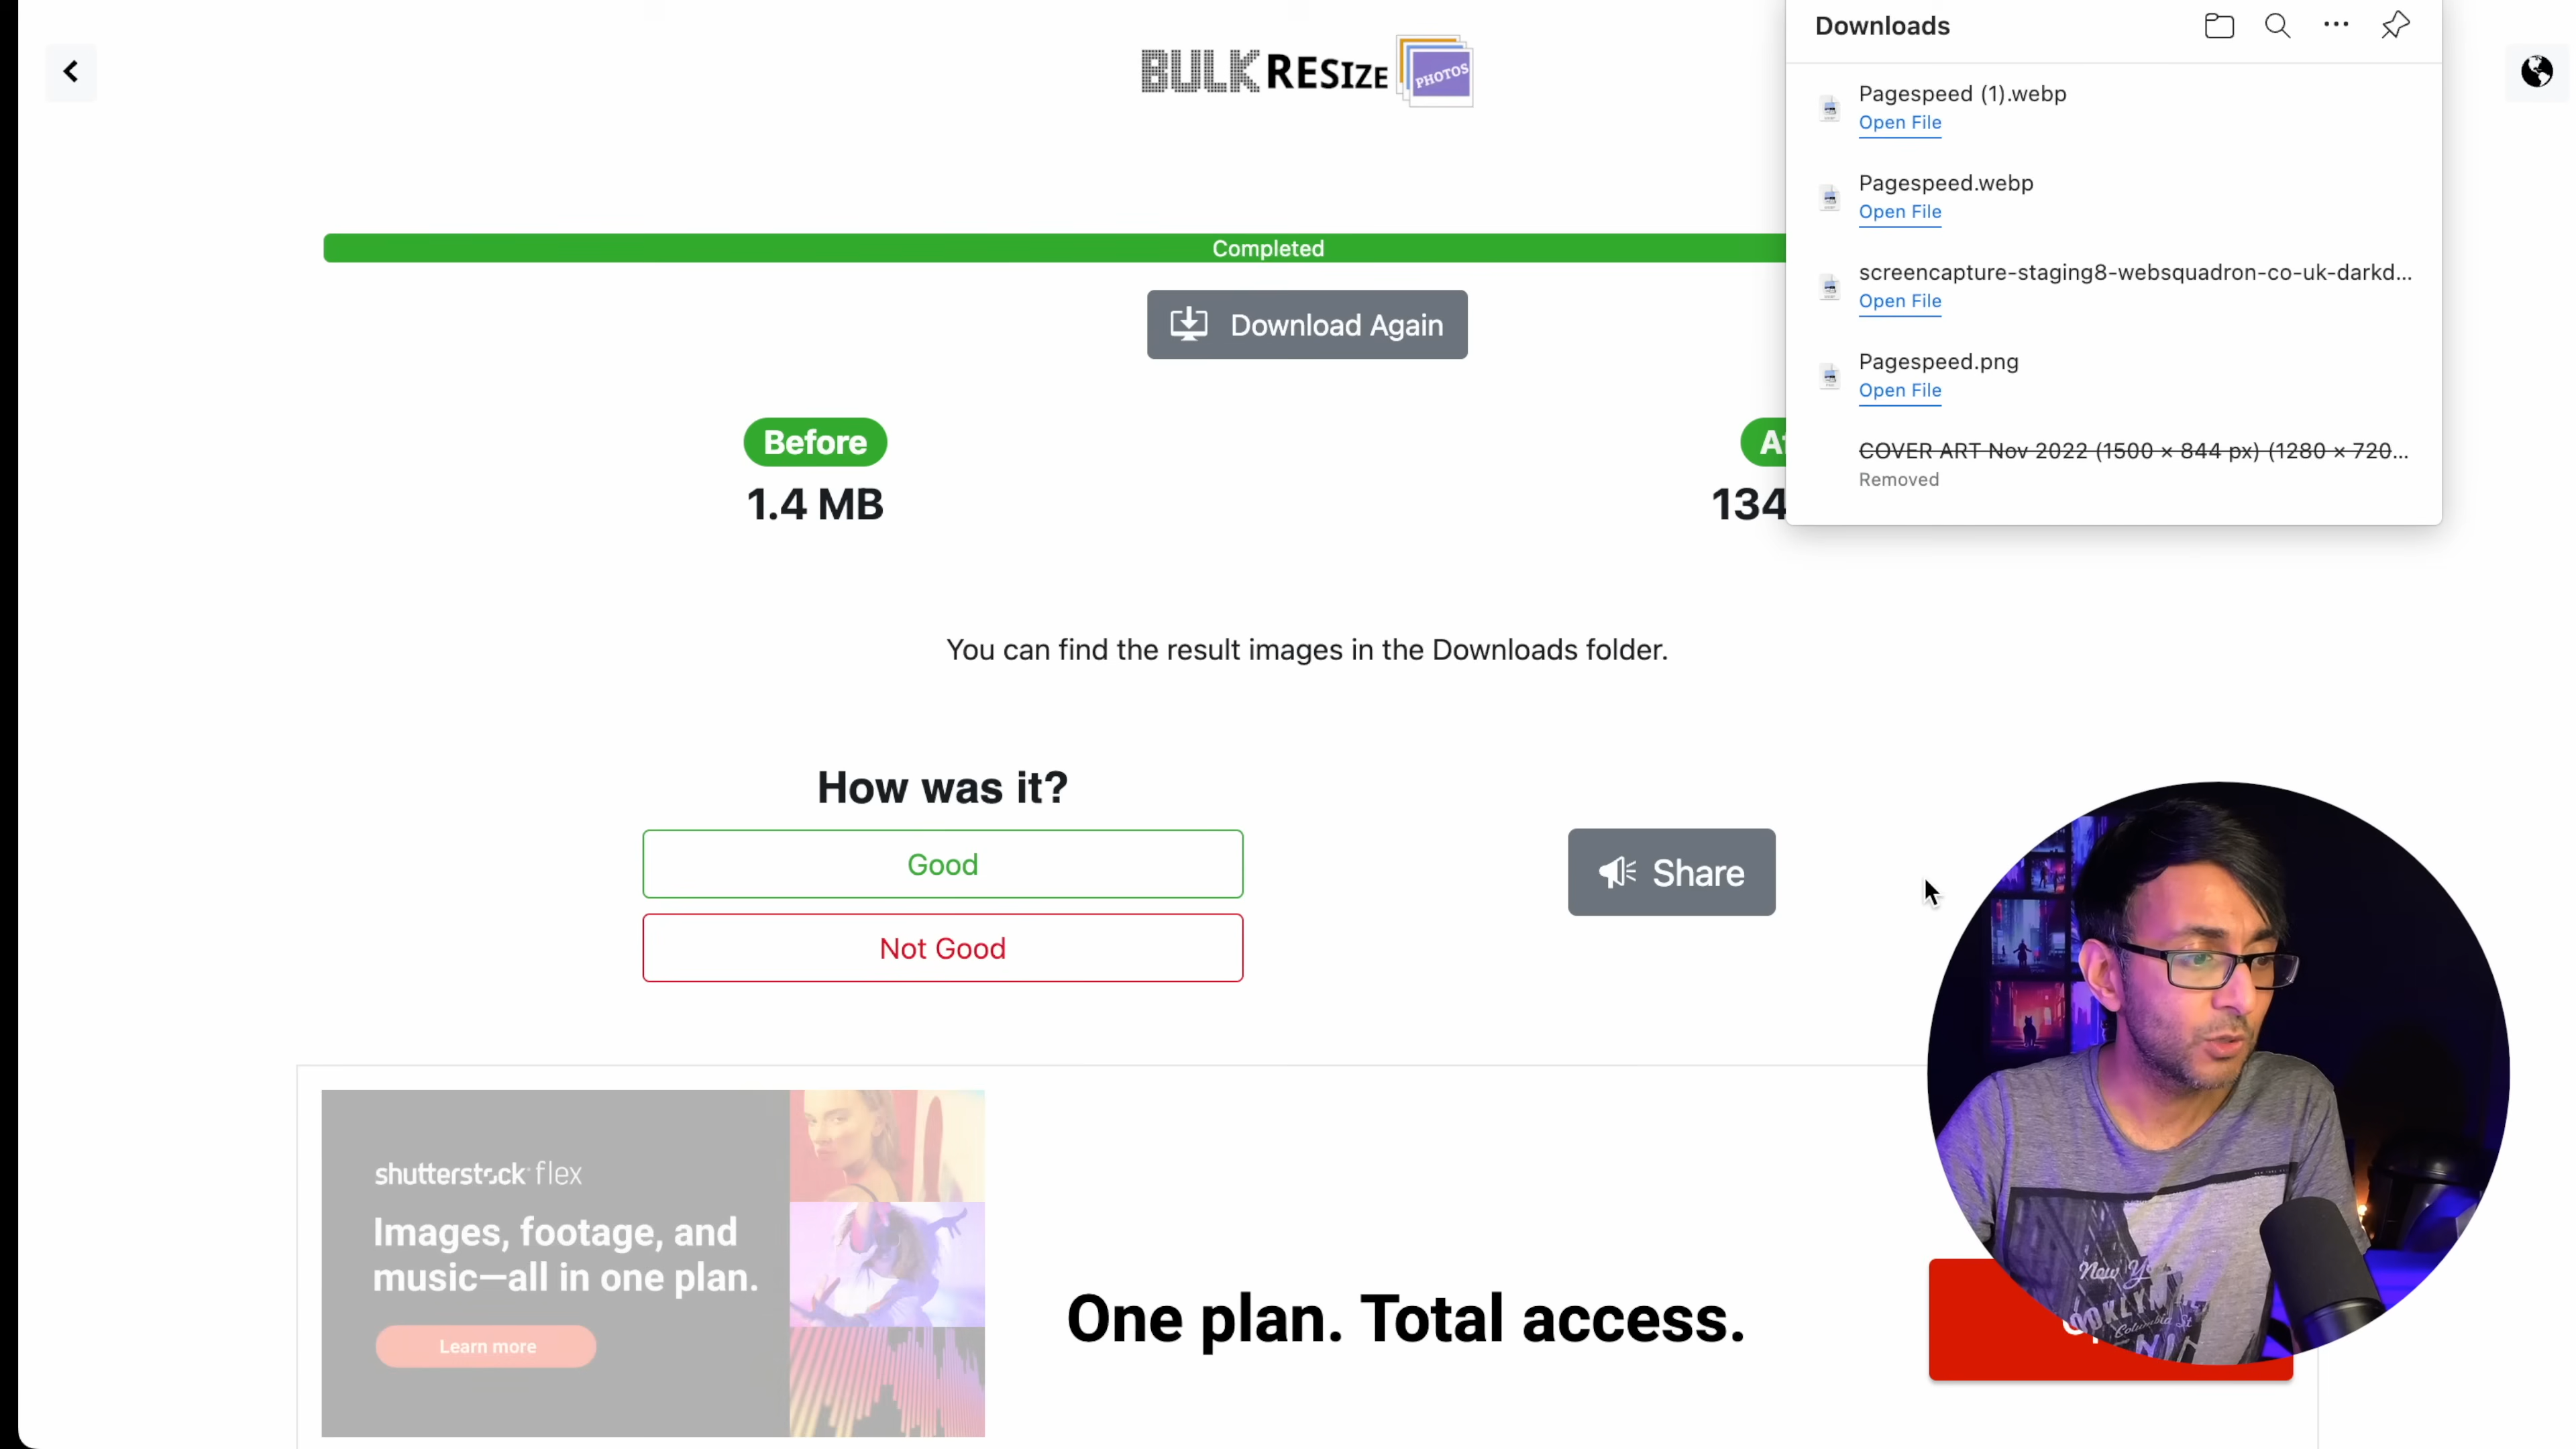 BULK RESIZE PHOTOS
Downloads
Pagespeed (1).webp
Open File
Pagespeed.webp
Open File
screencapture-staging8-websquadron-co-uk-darkd...
Open File
Pagespeed.png
Open File
COVER ART Nov 2022 (1500 × 844 px) (1280 × 720...
Removed
Completed
Download Again
Before
1.4 MB
134
You can find the result images in the Downloads folder.
How was it?
Good
Not Good
Share
shutterstock flex
Images, footage, and
music—all in one plan.
Learn more
One plan. Total access.
New
Columbia St